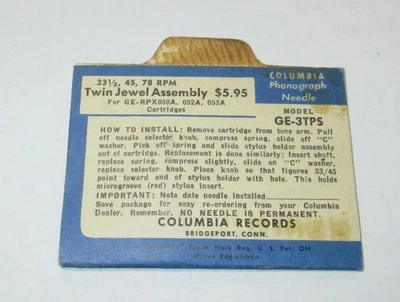 33⅓, 45, 78 RPM
Twin Jewel Assembly $5.95
For GE-RPX050A, 052A, 053A
Cartridges
COLUMBIA
Phonograph
Needle
MODEL
GE-3TPS
HOW TO INSTALL: Remove cartridge from tone arm. Pull
off needle selector knob, compress spring, slide off "C"
washer. Pick off spring and slide stylus holder assembly
out of cartridge. Replacement is done similarly: Insert shaft,
replace spring, compress slightly, slide on "C" washer,
replace selector knob. Place knob so that figures 33/45
point toward end of stylus holder with hole. This holds
microgroove (red) stylus insert.
IMPORTANT: Note date needle installed
Save package for easy re-ordering from your Columbia
Dealer. Remember, NO NEEDLE IS PERMANENT.
COLUMBIA RECORDS
BRIDGEPORT, CONN.
Trade Mark Reg. U. S. Pat. Off.
Marca Registrada